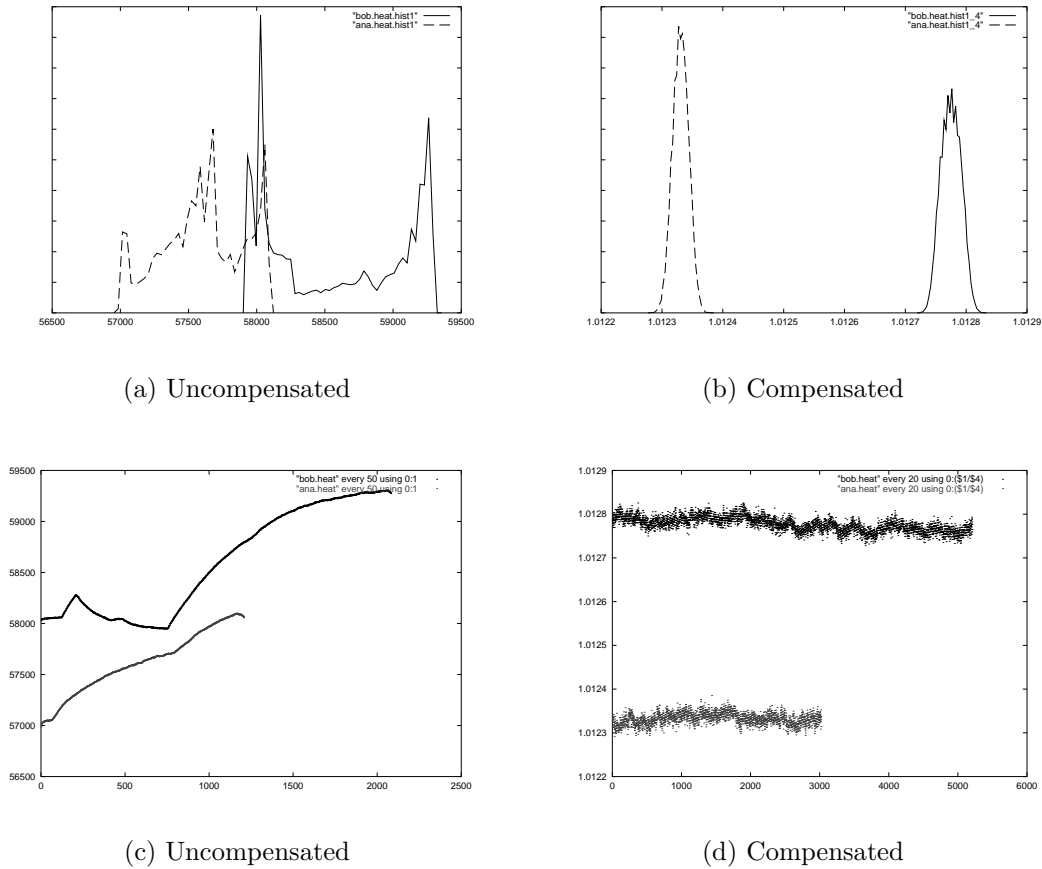 "bob.heat.hist1"
"ana.heat.hist1"
56500 57000 57500 58000 58500 59000 59500
(a) Uncompensated
"bob.heat.hist1_4"
"ana.heat.hist1_4"
1.0122 1.0123 1.0124 1.0125 1.0126 1.0127 1.0128 1.0129
(b) Compensated
59500
59000
58500
58000
57500
57000
56500
"bob.heat" every 50 using 0:1
"ana.heat" every 50 using 0:1
0 500 1000 1500 2000 2500
(c) Uncompensated
1.0129
1.0128
1.0127
1.0126
1.0125
1.0124
1.0123
1.0122
"bob.heat" every 20 using 0:($1/$4)
"ana.heat" every 20 using 0:($1/$4)
0 1000 2000 3000 4000 5000 6000
(d) Compensated